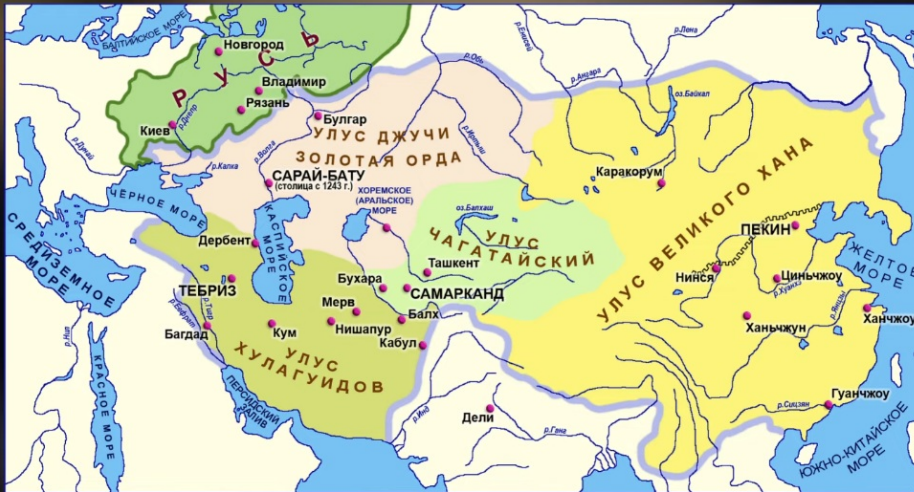 БАЛТИЙСКОЕ МОРЕ
Новгород
РУСЬ
Владимир
Рязань
Киев
р.Днепр
р.Дунай
Булгар
УЛУС ДЖУЧИ
ЗОЛОТАЯ ОРДА
р.Волга
р.Калка
САРАЙ-БАТУ
(столица с 1243 г.)
ХОРЕМСКОЕ
(АРАЛЬСКОЕ)
МОРЕ
р.Обь
р.Иртыш
р.Енисей
р.Ангара
р.Лена
оз.Байкал
Каракорум
УЛУС ВЕЛИКОГО ХАНА
ПЕКИН
Нинся
Циньчжоу
р.Хуанхэ
р.Янцзы
Ханьчжун
Ханчжоу
Гуанчжоу
р.Сицзян
ЖЕЛТОЕ
МОРЕ
ЮЖНО-КИТАЙСКОЕ
МОРЕ
оз.Балхаш
УЛУС
ЧАГАТАЙСКИЙ
Ташкент
Бухара
САМАРКАНД
Мерв
Балх
Нишапур
Кабул
Кум
УЛУС
ХУЛАГУИДОВ
Дербент
ТЕБРИЗ
Багдад
р.Евфрат
р.Тигр
КАСПИЙСКОЕ
МОРЕ
ЧЁРНОЕ МОРЕ
СРЕДИЗЕМНОЕ
МОРЕ
р.Нил
КРАСНОЕ МОРЕ
ПЕРСИДСКИЙ
ЗАЛИВ
р.Инд
Дели
р.Ганг